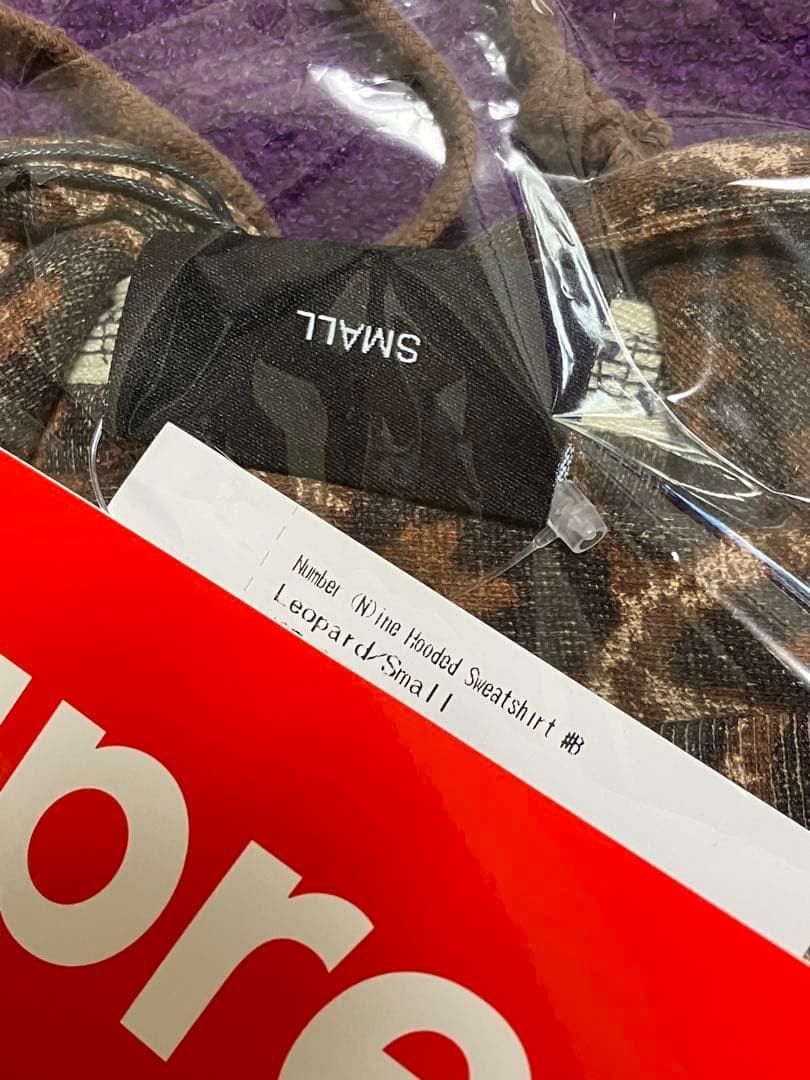 SMALL
Number (N)ine Hooded Sweatshirt #B
Leopard/Small
pre